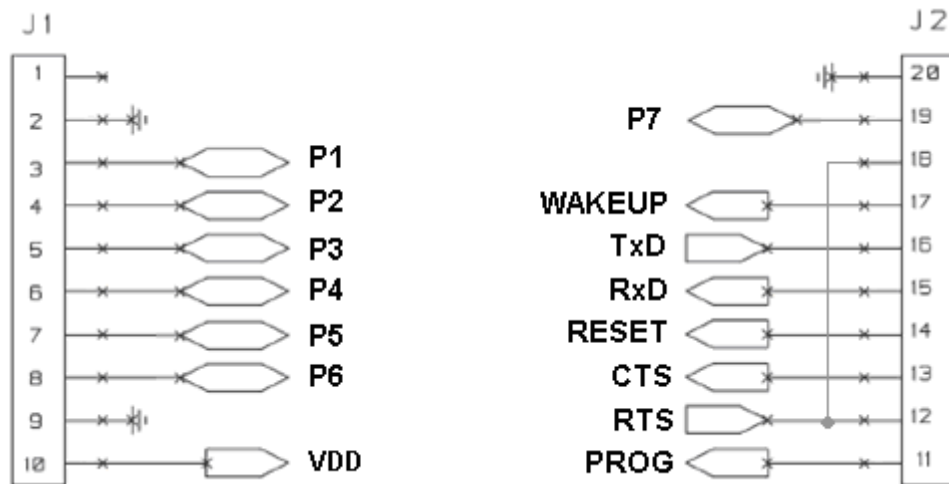 J1 J2
1 20
2 P7 19
3 P1 18
4 P2 WAKEUP 17
5 P3 TxD 16
6 P4 RxD 15
7 P5 RESET 14
8 P6 CTS 13
9 RTS 12
10 VDD PROG 11